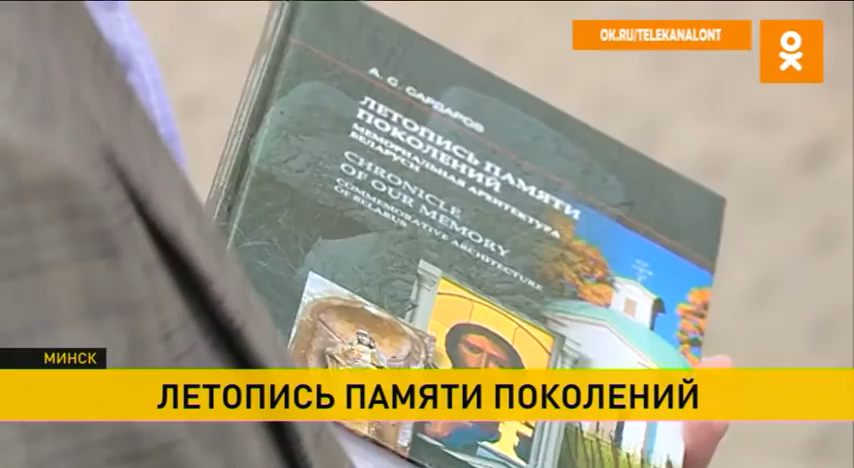 OK.RU/TELEKANALONT
А. С. САРДАРОВ
ЛЕТОПИСЬ ПАМЯТИ
ПОКОЛЕНИЙ
МЕМОРИАЛЬНАЯ АРХИТЕКТУРА
БЕЛАРУСИ
CHRONICLE
OF OUR MEMORY
COMMEMORATIVE ARCHITECTURE
OF BELARUS
МИНСК
ЛЕТОПИСЬ ПАМЯТИ ПОКОЛЕНИЙ